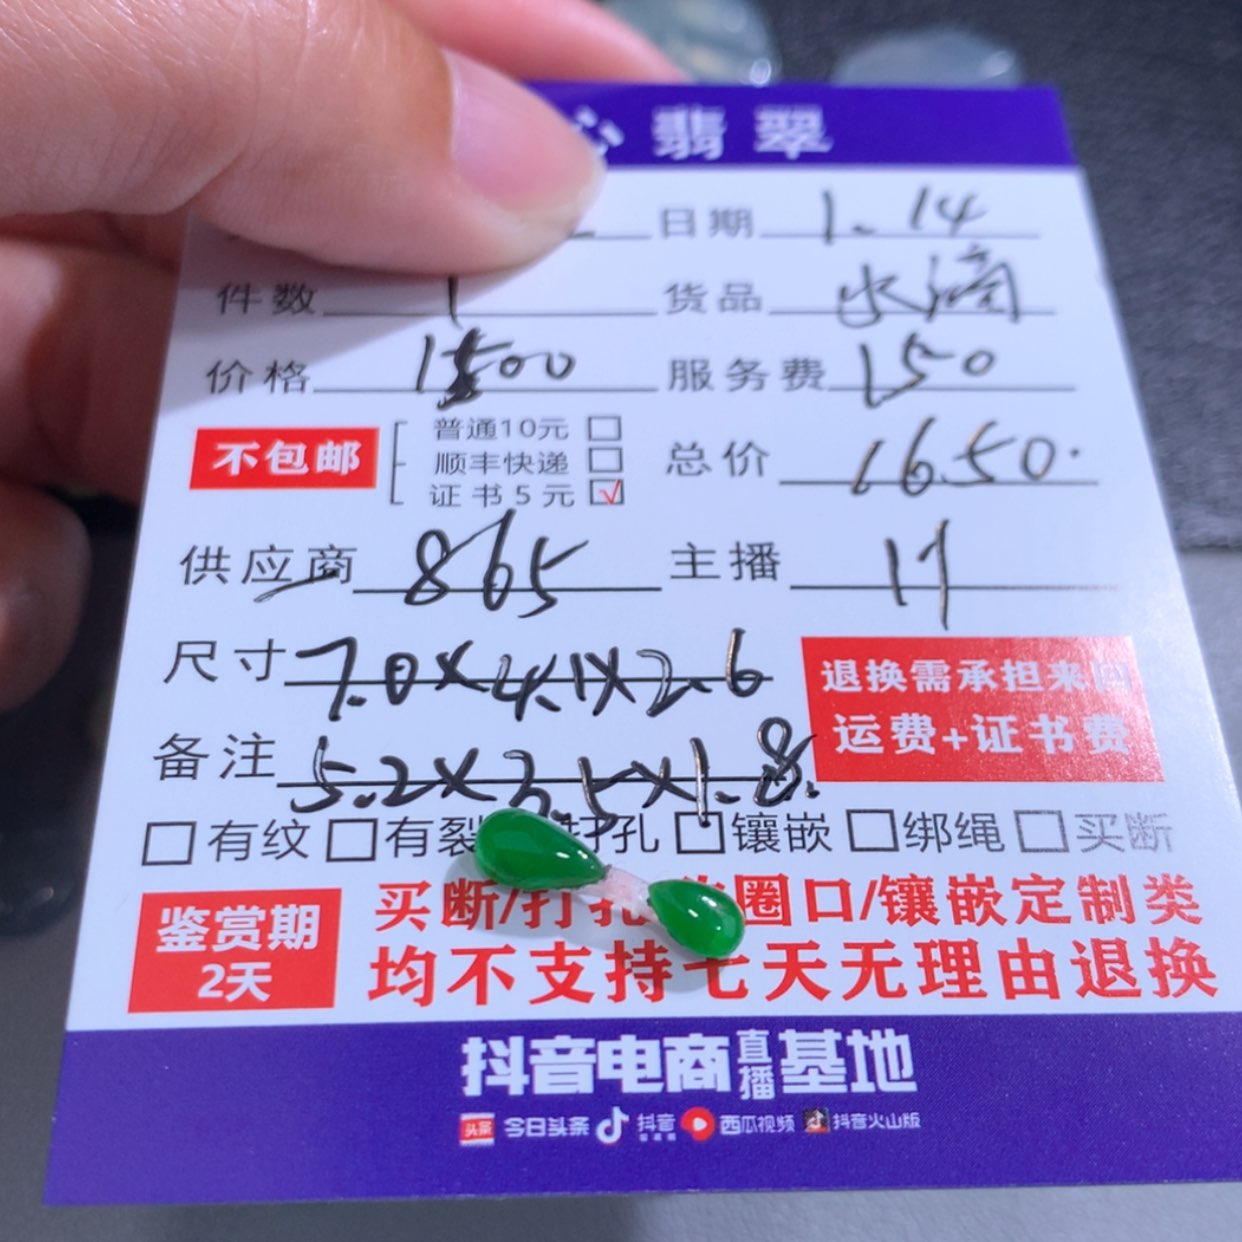 翡翠
日期 1.14
件数 1 货品 水滴
价格 1500 服务费 150
不包邮 普通10元 总价 1650.
顺丰快递
证书5元 √
供应商 8965 主播 11
尺寸 7.0×4.1×2.6
退换需承担来回
运费+证书费
备注 5.2×3.5×1.8.
有纹 有裂 打孔 镶嵌 绑绳 买断
鉴赏期
2天
买断/打孔 圈口/镶嵌定制类
均不支持七天无理由退换
抖音电商直播基地
头条 今日头条 抖音 西瓜视频 抖音火山版